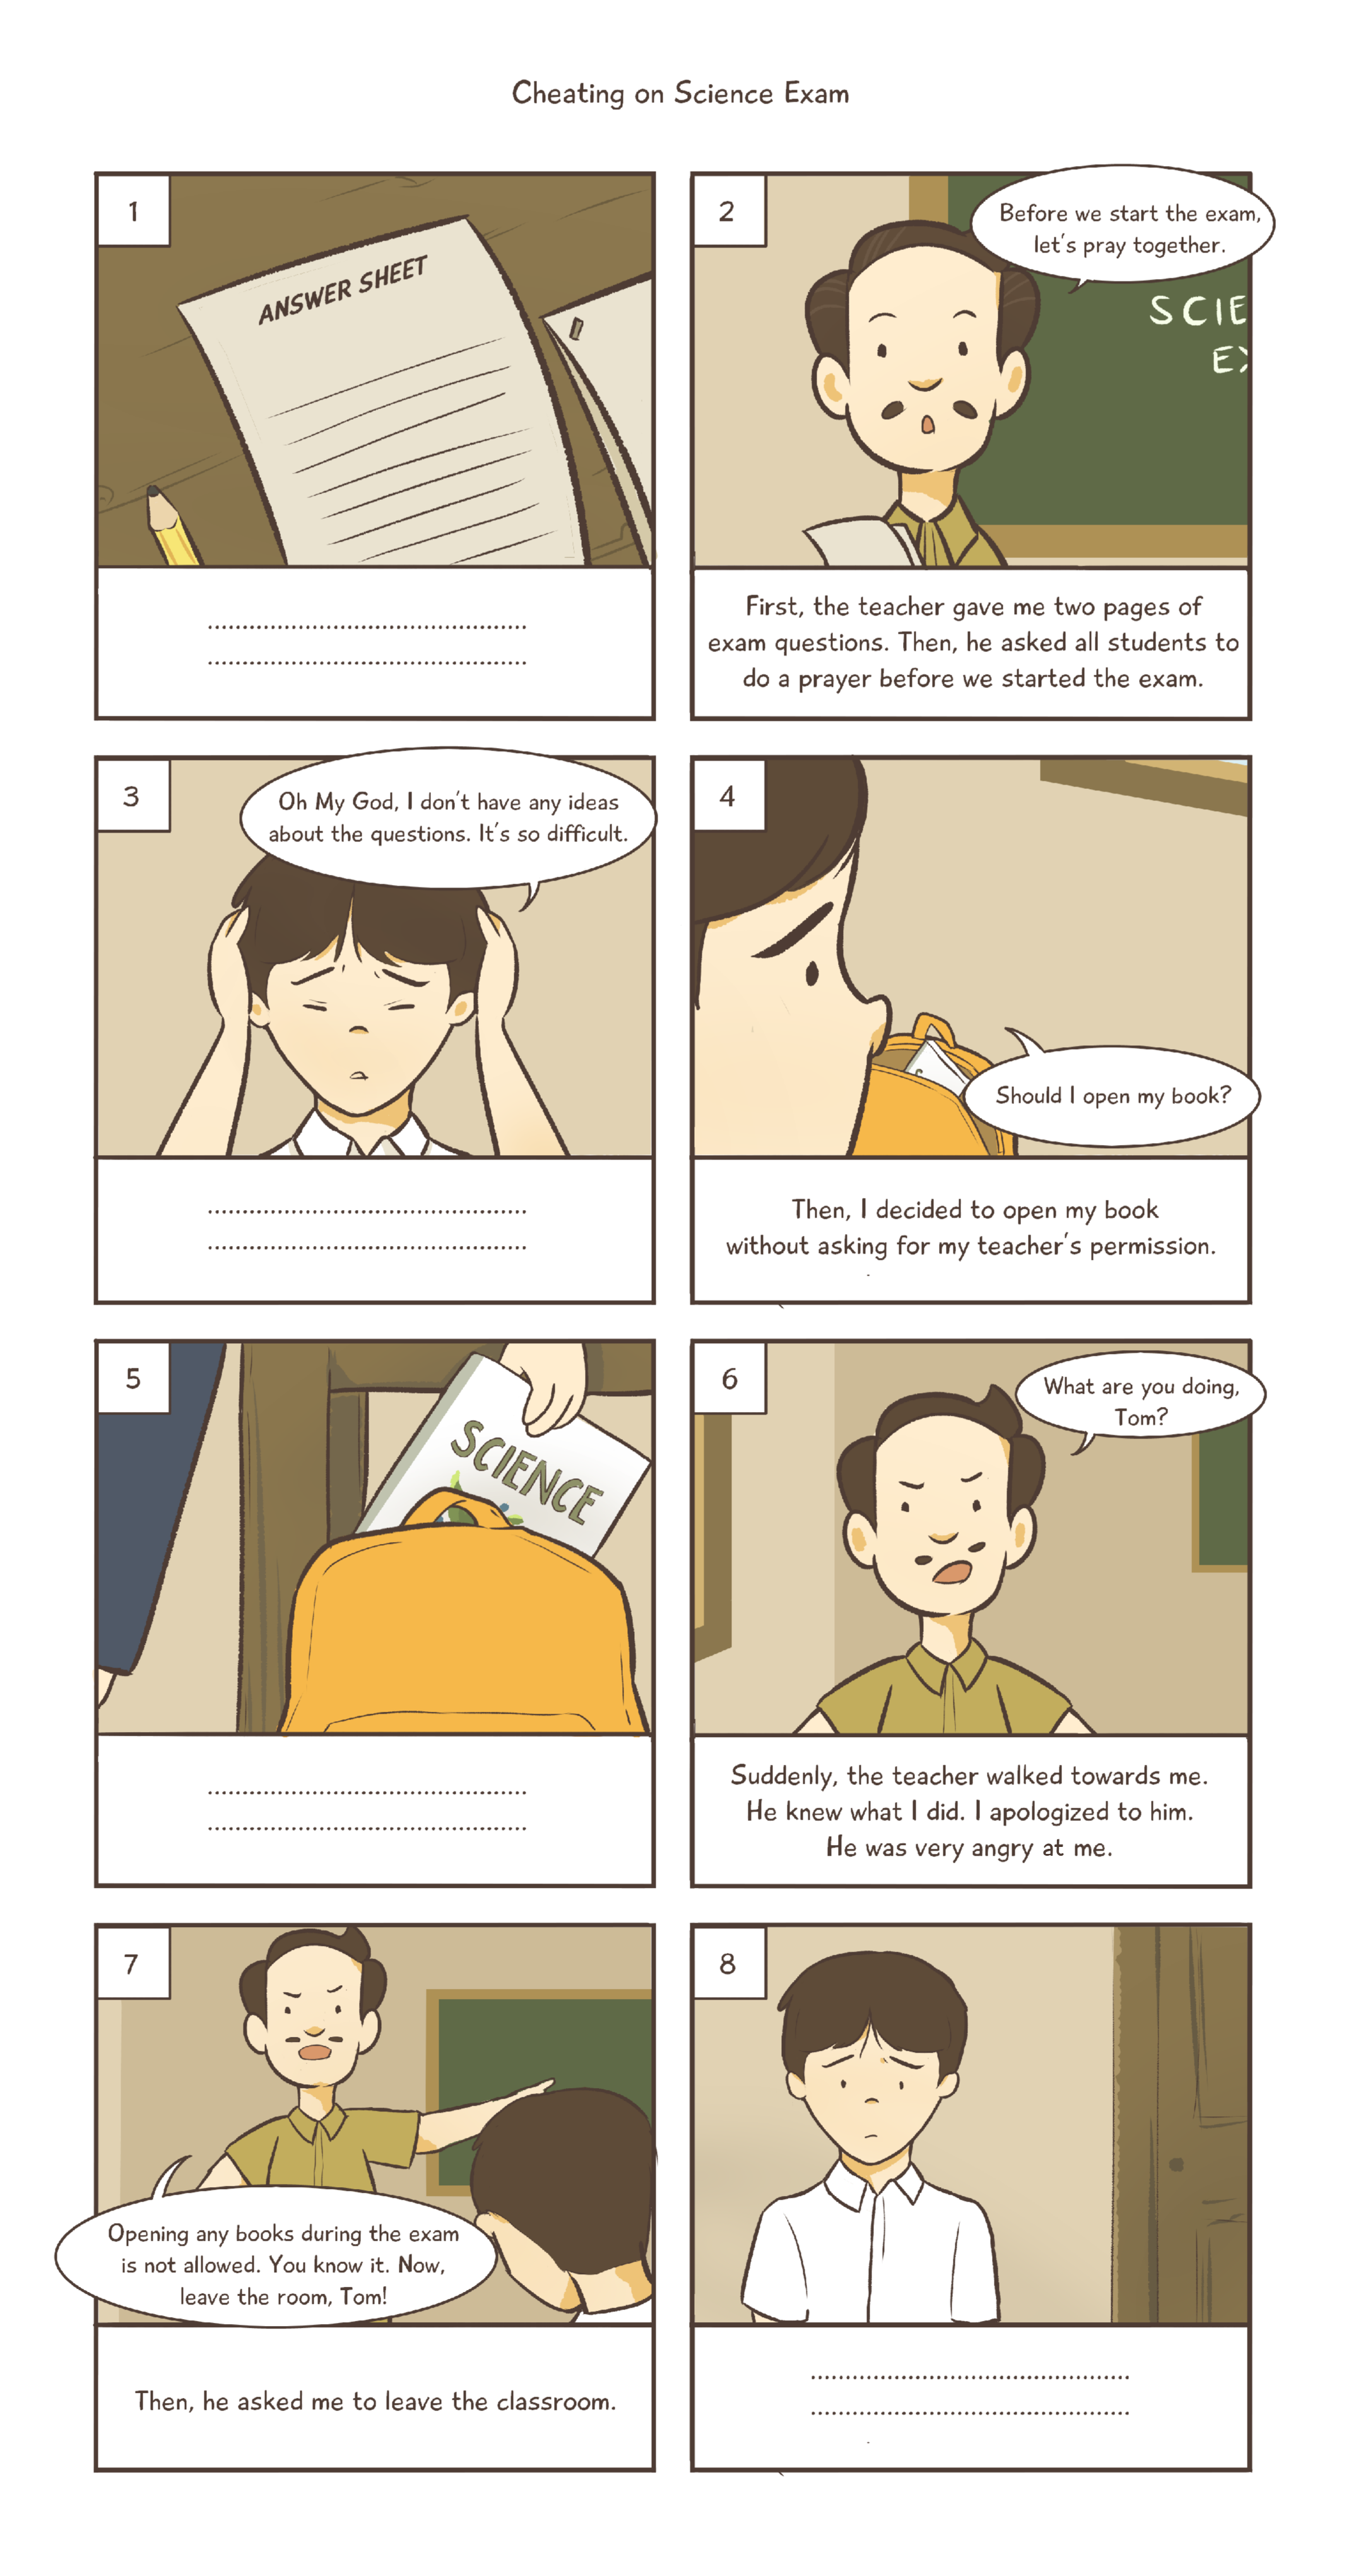 Cheating on Science Exam
1
ANSWER SHEET
..............................................
..............................................
2
Before we start the exam,
let's pray together.
SCIE
EX
First, the teacher gave me two pages of
exam questions. Then, he asked all students to
do a prayer before we started the exam.
3
Oh My God, I don't have any ideas
about the questions. It's so difficult.
..............................................
..............................................
4
Should I open my book?
Then, I decided to open my book
without asking for my teacher's permission.
5
SCIENCE
..............................................
..............................................
6
What are you doing,
Tom?
Suddenly, the teacher walked towards me.
He knew what I did. I apologized to him.
He was very angry at me.
7
Opening any books during the exam
is not allowed. You know it. Now,
leave the room, Tom!
Then, he asked me to leave the classroom.
8
..............................................
..............................................